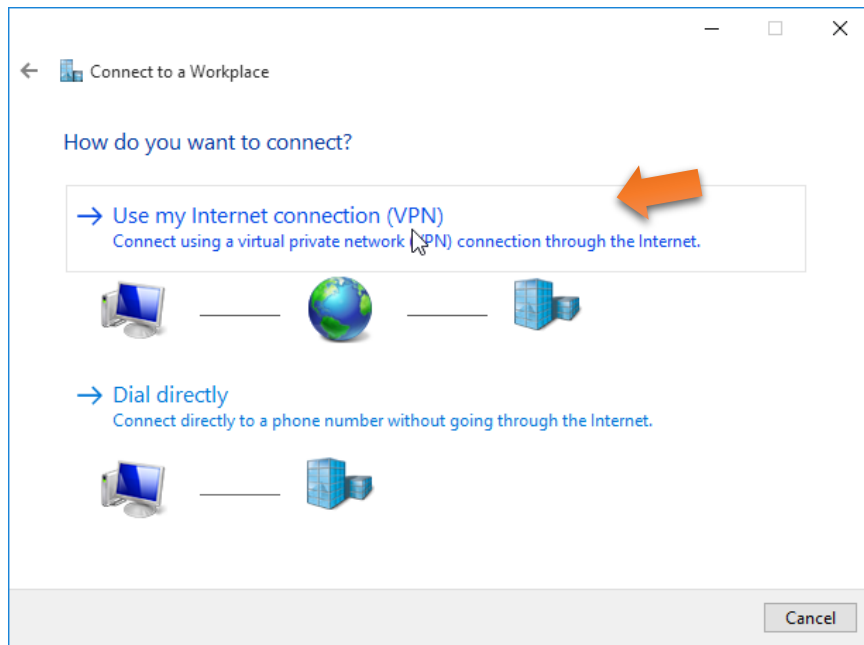 Connect to a Workplace
How do you want to connect?
Use my Internet connection (VPN)
Connect using a virtual private network (VPN) connection through the Internet.
Dial directly
Connect directly to a phone number without going through the Internet.
Cancel